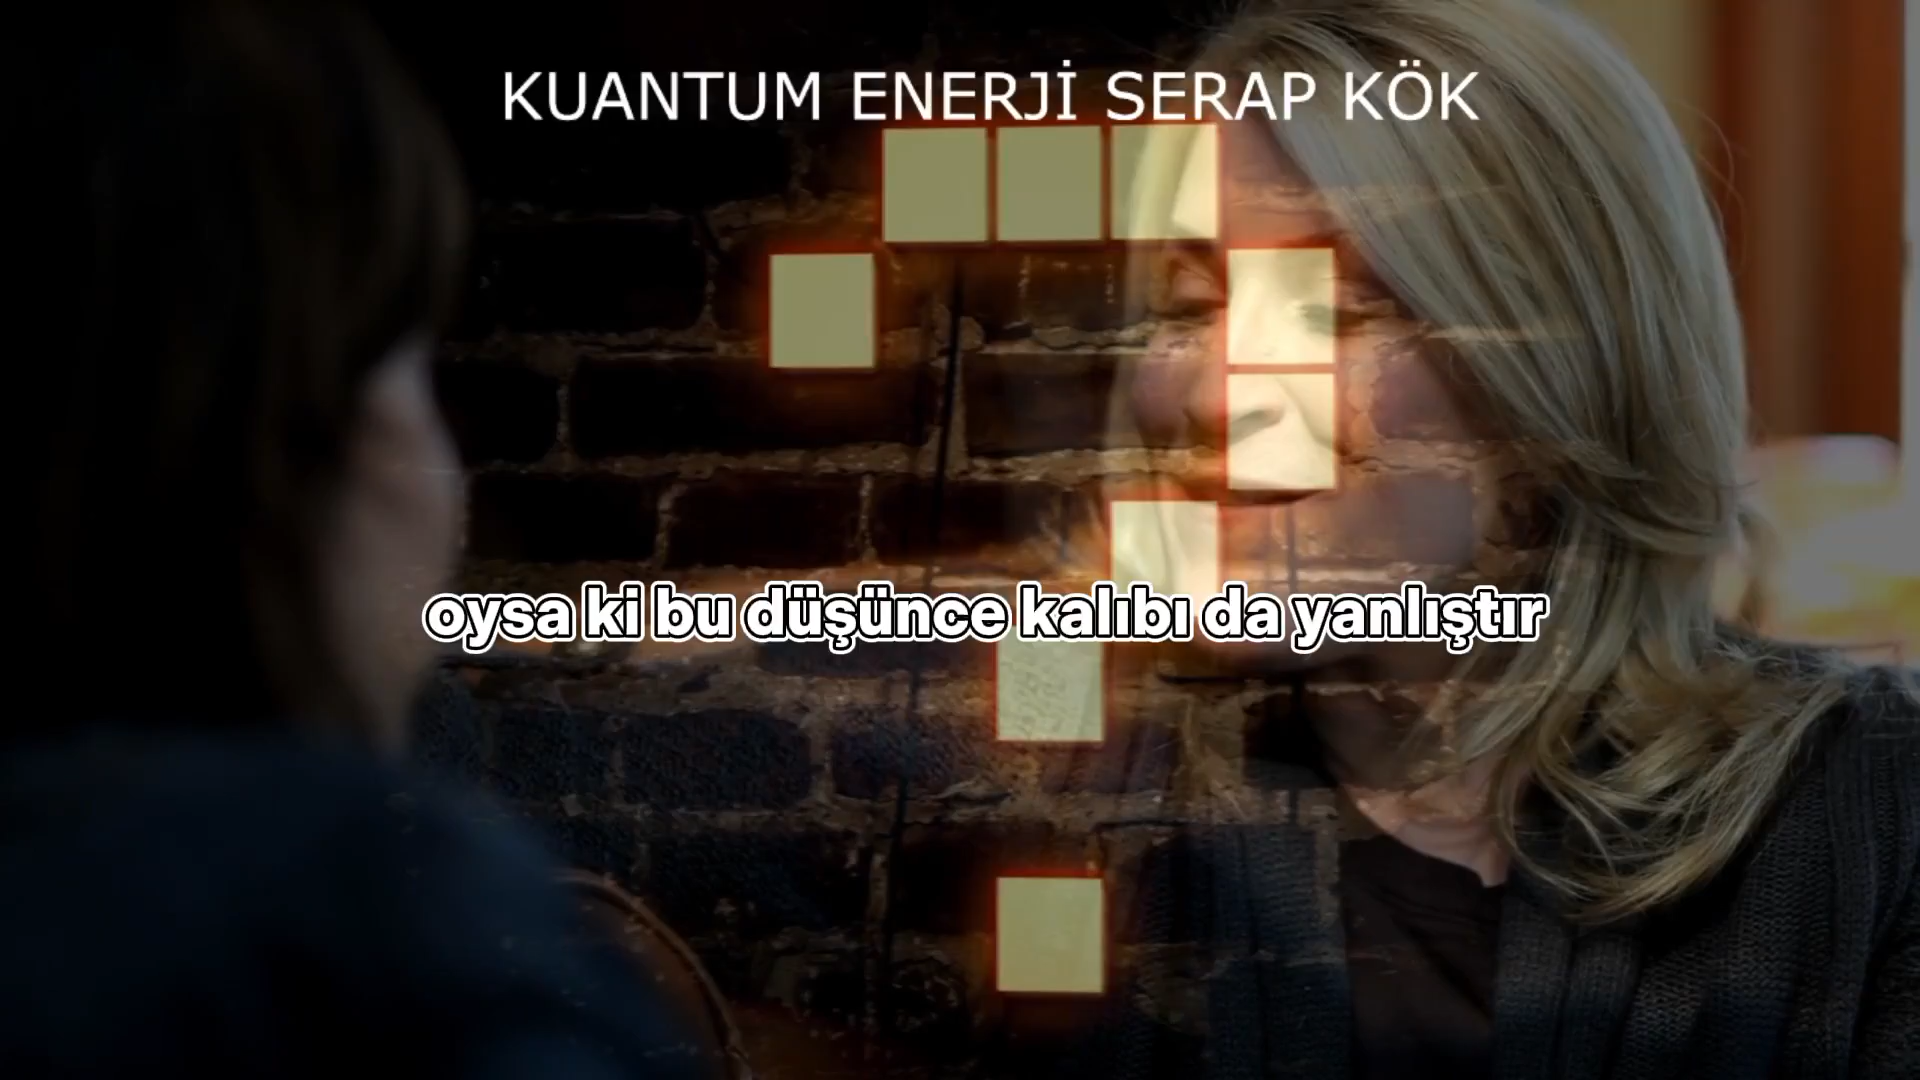 KUANTUM ENERJİ SERAP KÖK
oysa ki bu düşünce kalıbı da yanlıştır